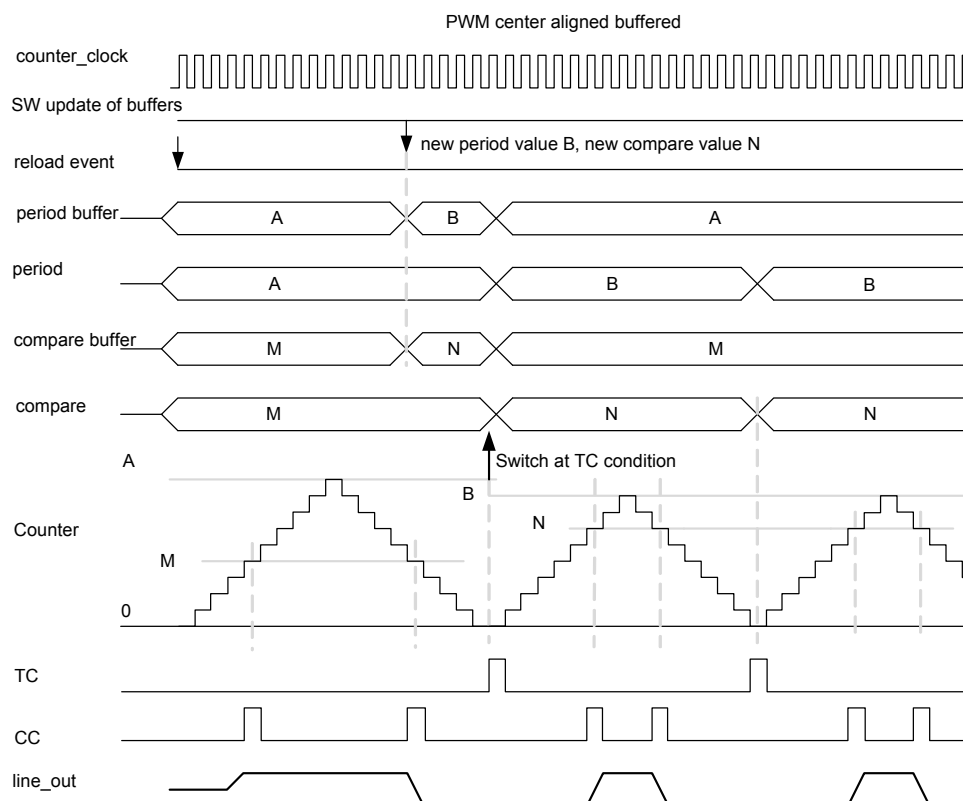 PWM center aligned buffered
counter_clock
SW update of buffers
new period value B, new compare value N
reload event
period buffer
A
B
A
period
A
B
B
compare buffer
M
N
M
compare
M
N
N
A
Switch at TC condition
B
N
Counter
M
0
TC
CC
line_out